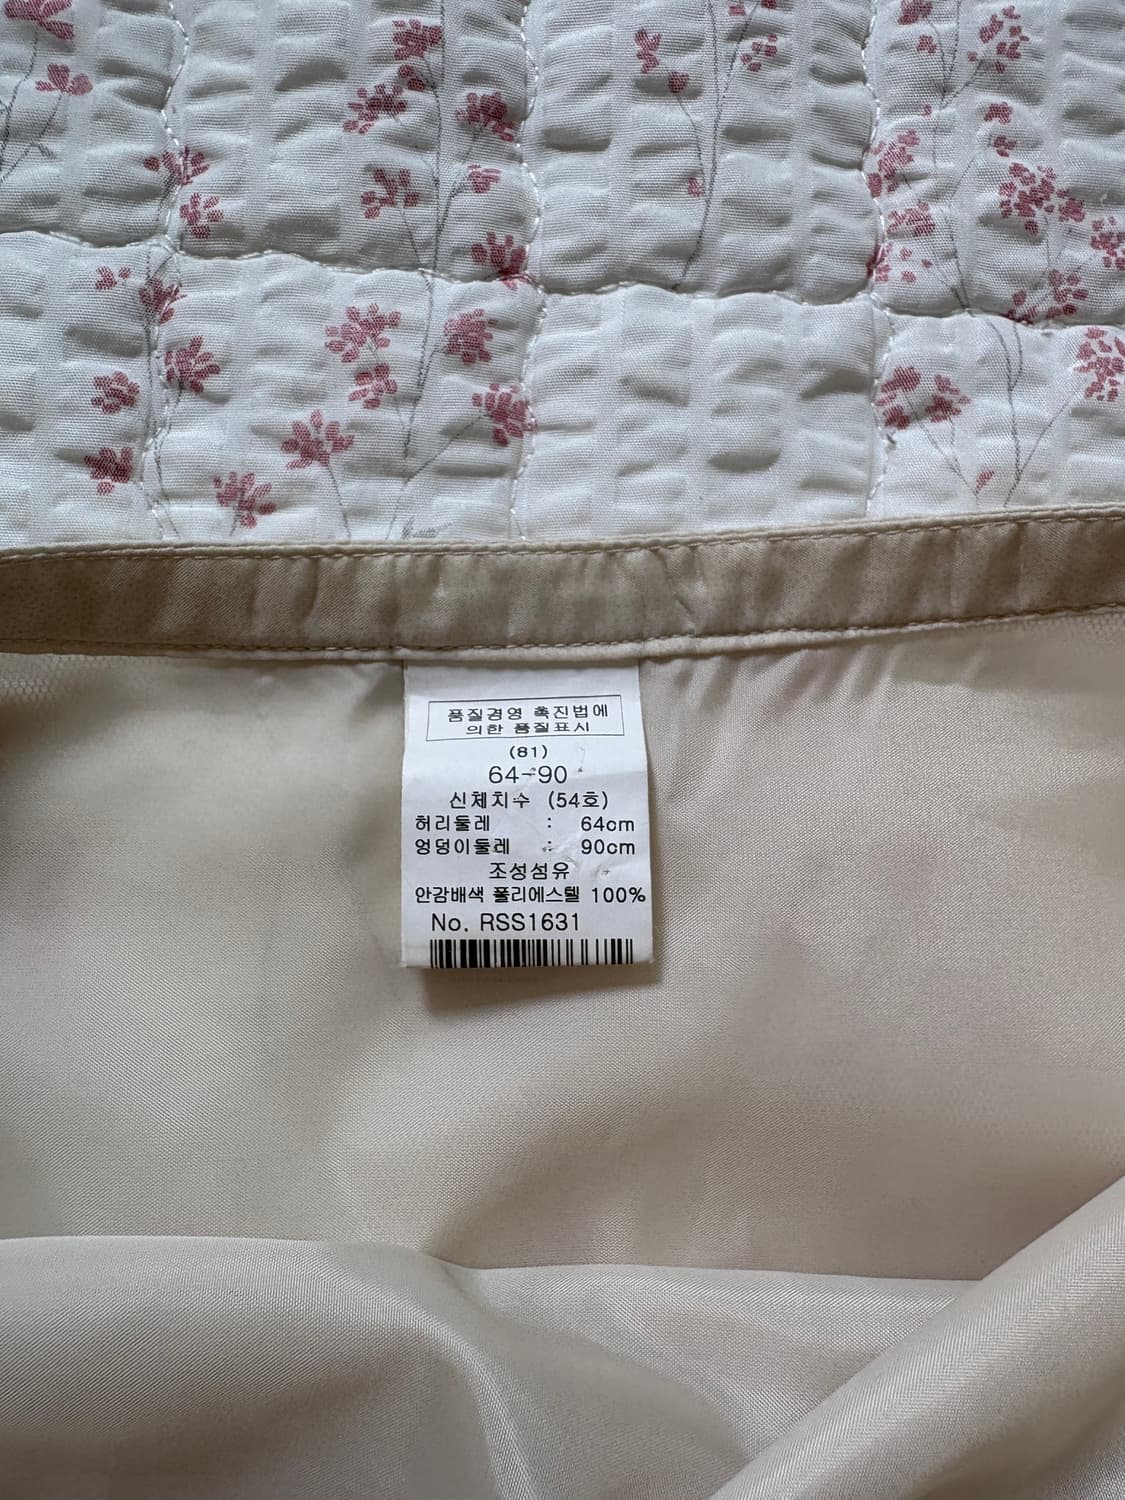 품질경영 촉진법에
의한 품질표시
(81)
64-90
신체치수 (54호)
허리둘레 : 64cm
엉덩이둘레 : 90cm
조성섬유
안감배색 폴리에스텔 100%
No. RSS1631